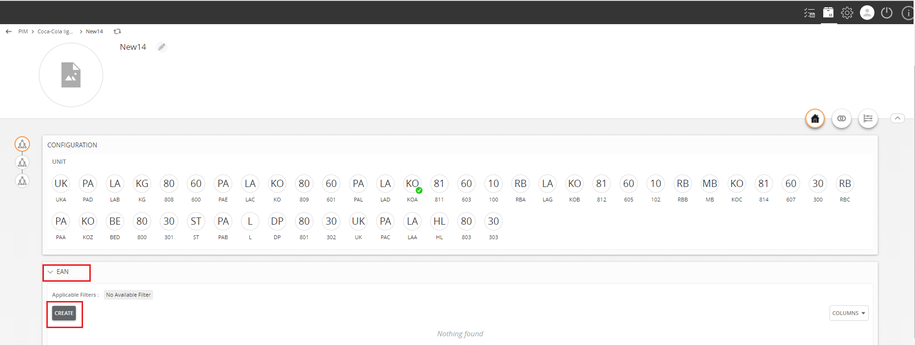 PIM > Coca-Cola lig... > New14
New14
CONFIGURATION
UNIT
UK PA LA KG 80 60 PA LA KO 80 60 PA LA KO 81 60 10 RB LA KO 81 60 10 RB MB KO 81 60 30 RB
UKA PAD LAB KG 808 600 PAE LAC KO 809 601 PAL LAD KOA 811 603 100 RBA LAG KOB 812 605 102 RBB MB KOC 814 607 300 RBC
PA KO BE 80 30 ST PA L DP 80 30 UK PA LA HL 80 30
PAA KOZ BED 800 301 ST PAB L DP 801 302 UK PAC LAA HL 803 303
EAN
Applicable Filters : No Available Filter
CREATE
COLUMNS
Nothing found